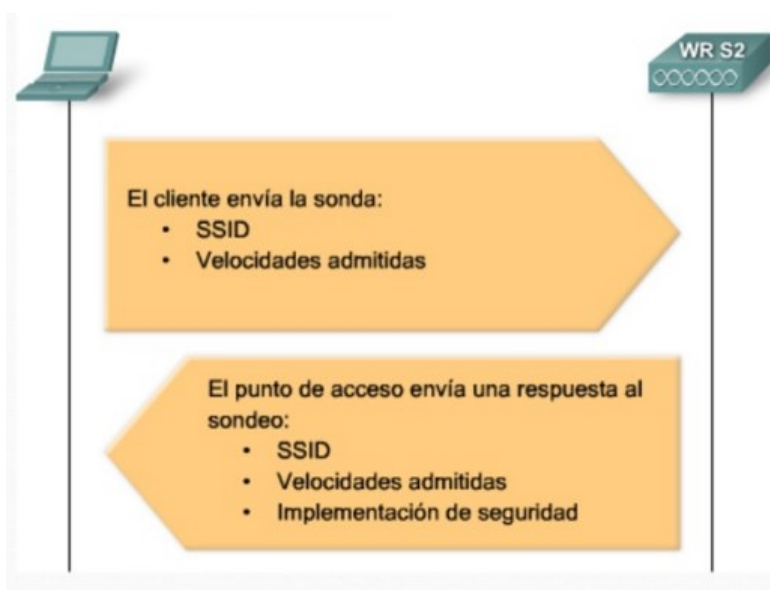 WR S2
El cliente envía la sonda:
• SSID
• Velocidades admitidas
El punto de acceso envía una respuesta al
sondeo:
• SSID
• Velocidades admitidas
• Implementación de seguridad